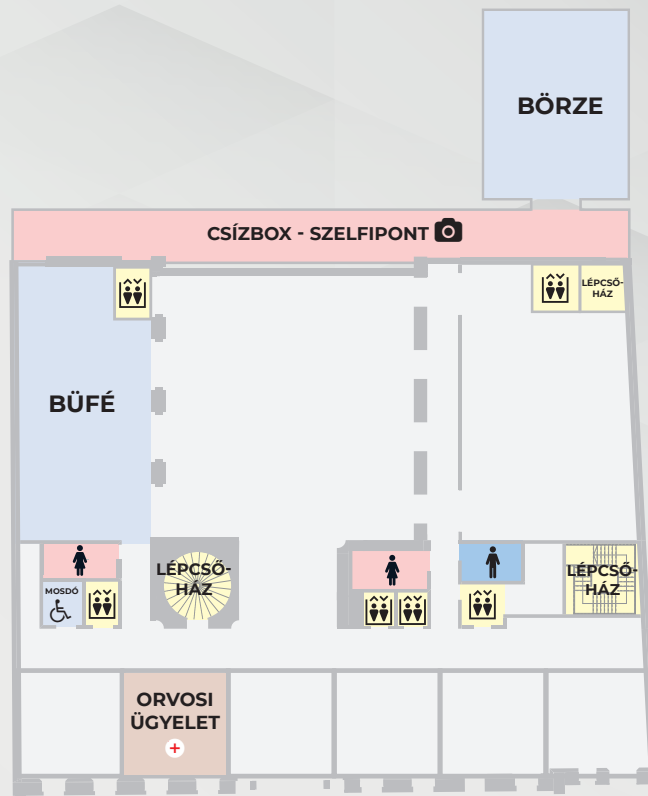 BÖRZE
CSÍZBOX - SZELFIPONT
LÉPCSŐ-
HÁZ
BÜFÉ
LÉPCSŐ-
HÁZ
LÉPCSŐ-
HÁZ
MOSDÓ
ORVOSI
ÜGYELET